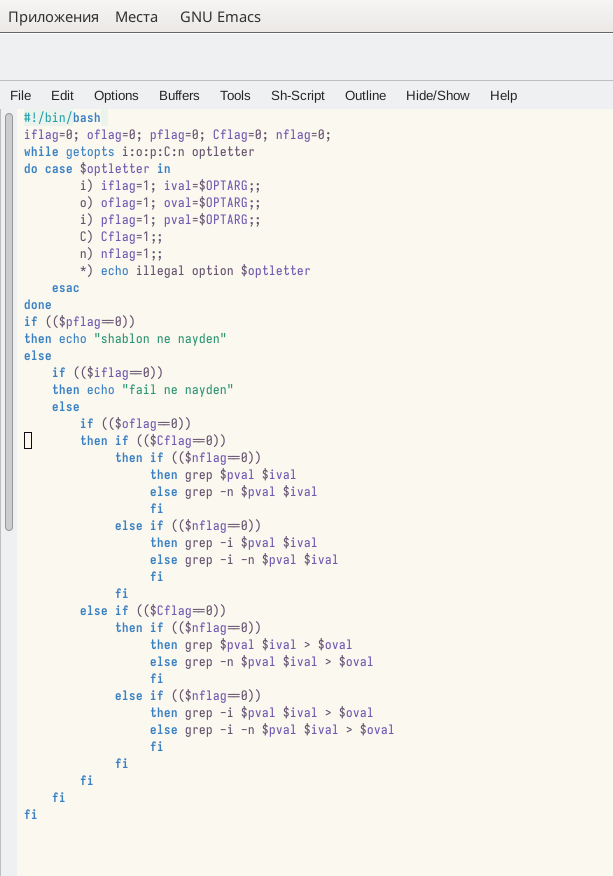 Приложения Места GNU Emacs
File Edit Options Buffers Tools Sh-Script Outline Hide/Show Help
#!/bin/bash
iflag=0; oflag=0; pflag=0; Cflag=0; nflag=0;
while getopts i:o:p:C:n optletter
do case $optletter in
        i) iflag=1; ival=$OPTARG;;
        o) oflag=1; oval=$OPTARG;;
        i) pflag=1; pval=$OPTARG;;
        C) Cflag=1;;
        n) nflag=1;;
        *) echo illegal option $optletter
    esac
done
if (($pflag==0))
then echo "shablon ne nayden"
else
    if (($iflag==0))
    then echo "fail ne nayden"
    else
        if (($oflag==0))
        then if (($Cflag==0))
             then if (($nflag==0))
                  then grep $pval $ival
                  else grep -n $pval $ival
                  fi
             else if (($nflag==0))
                  then grep -i $pval $ival
                  else grep -i -n $pval $ival
                  fi
             fi
        else if (($Cflag==0))
             then if (($nflag==0))
                  then grep $pval $ival > $oval
                  else grep -n $pval $ival > $oval
                  fi
             else if (($nflag==0))
                  then grep -i $pval $ival > $oval
                  else grep -i -n $pval $ival > $oval
                  fi
             fi
        fi
    fi
fi